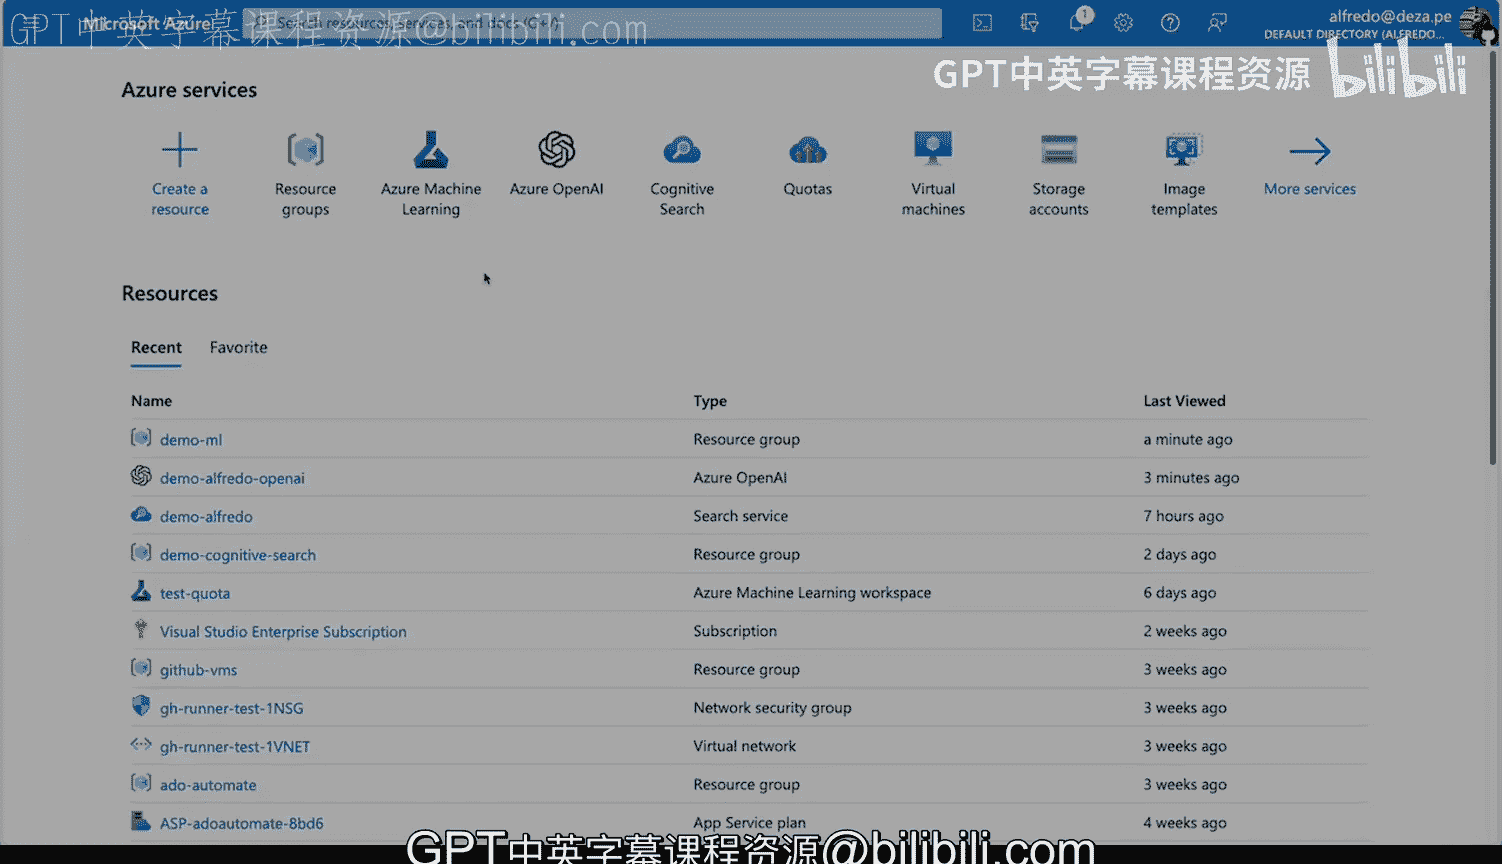 Microsoft Azure
Search resources, services, and docs (G+/)
GPT中英字幕课程资源@bilibili.com
1
alfredo@deza.pe
DEFAULT DIRECTORY (ALFREDO...
GPT中英字幕课程资源 bilibili
Azure services
Create a resource
Resource groups
Azure Machine Learning
Azure OpenAI
Cognitive Search
Quotas
Virtual machines
Storage accounts
Image templates
More services
Resources
Recent Favorite
Name Type Last Viewed
demo-ml Resource group a minute ago
demo-alfredo-openai Azure OpenAI 3 minutes ago
demo-alfredo Search service 7 hours ago
demo-cognitive-search Resource group 2 days ago
test-quota Azure Machine Learning workspace 6 days ago
Visual Studio Enterprise Subscription Subscription 2 weeks ago
github-vms Resource group 3 weeks ago
gh-runner-test-1NSG Network security group 3 weeks ago
gh-runner-test-1VNET Virtual network 3 weeks ago
ado-automate Resource group 3 weeks ago
ASP-adoautomate-8bd6 App Service plan 4 weeks ago
GPT中英字幕课程资源@bilibili.com